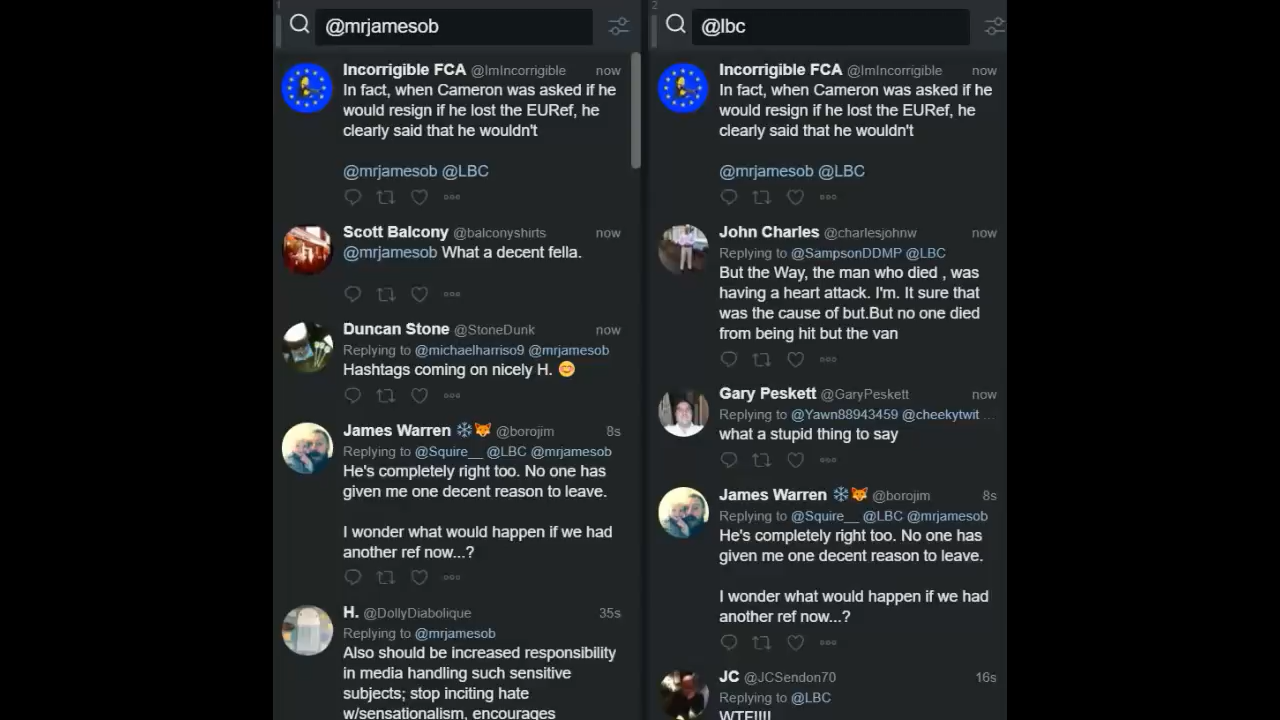 1
@mrjamesob
Incorrigible FCA @ImIncorrigible now
In fact, when Cameron was asked if he
would resign if he lost the EURef, he
clearly said that he wouldn't
@mrjamesob @LBC
Scott Balcony @balconyshirts now
@mrjamesob What a decent fella.
Duncan Stone @StoneDunk now
Replying to @michaelharriso9 @mrjamesob
Hashtags coming on nicely H. 😊
James Warren ❄️🦊 @borojim 8s
Replying to @Squire__ @LBC @mrjamesob
He's completely right too. No one has
given me one decent reason to leave.
I wonder what would happen if we had
another ref now...?
H. @DollyDiabolique 35s
Replying to @mrjamesob
Also should be increased responsibility
in media handling such sensitive
subjects; stop inciting hate
w/sensationalism, encourages
2
@lbc
Incorrigible FCA @ImIncorrigible now
In fact, when Cameron was asked if he
would resign if he lost the EURef, he
clearly said that he wouldn't
@mrjamesob @LBC
John Charles @charlesjohnw now
Replying to @SampsonDDMP @LBC
But the Way, the man who died , was
having a heart attack. I'm. It sure that
was the cause of but.But no one died
from being hit but the van
Gary Peskett @GaryPeskett now
Replying to @Yawn88943459 @cheekytwit ...
what a stupid thing to say
James Warren ❄️🦊 @borojim 8s
Replying to @Squire__ @LBC @mrjamesob
He's completely right too. No one has
given me one decent reason to leave.
I wonder what would happen if we had
another ref now...?
JC @JCSendon70 16s
Replying to @LBC
WTF!!!!